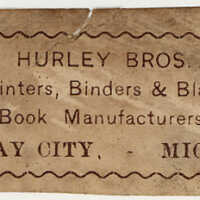 HURLEY BROS.
inters, Binders & Bla
Book Manufacturers
AY CITY, - MIC